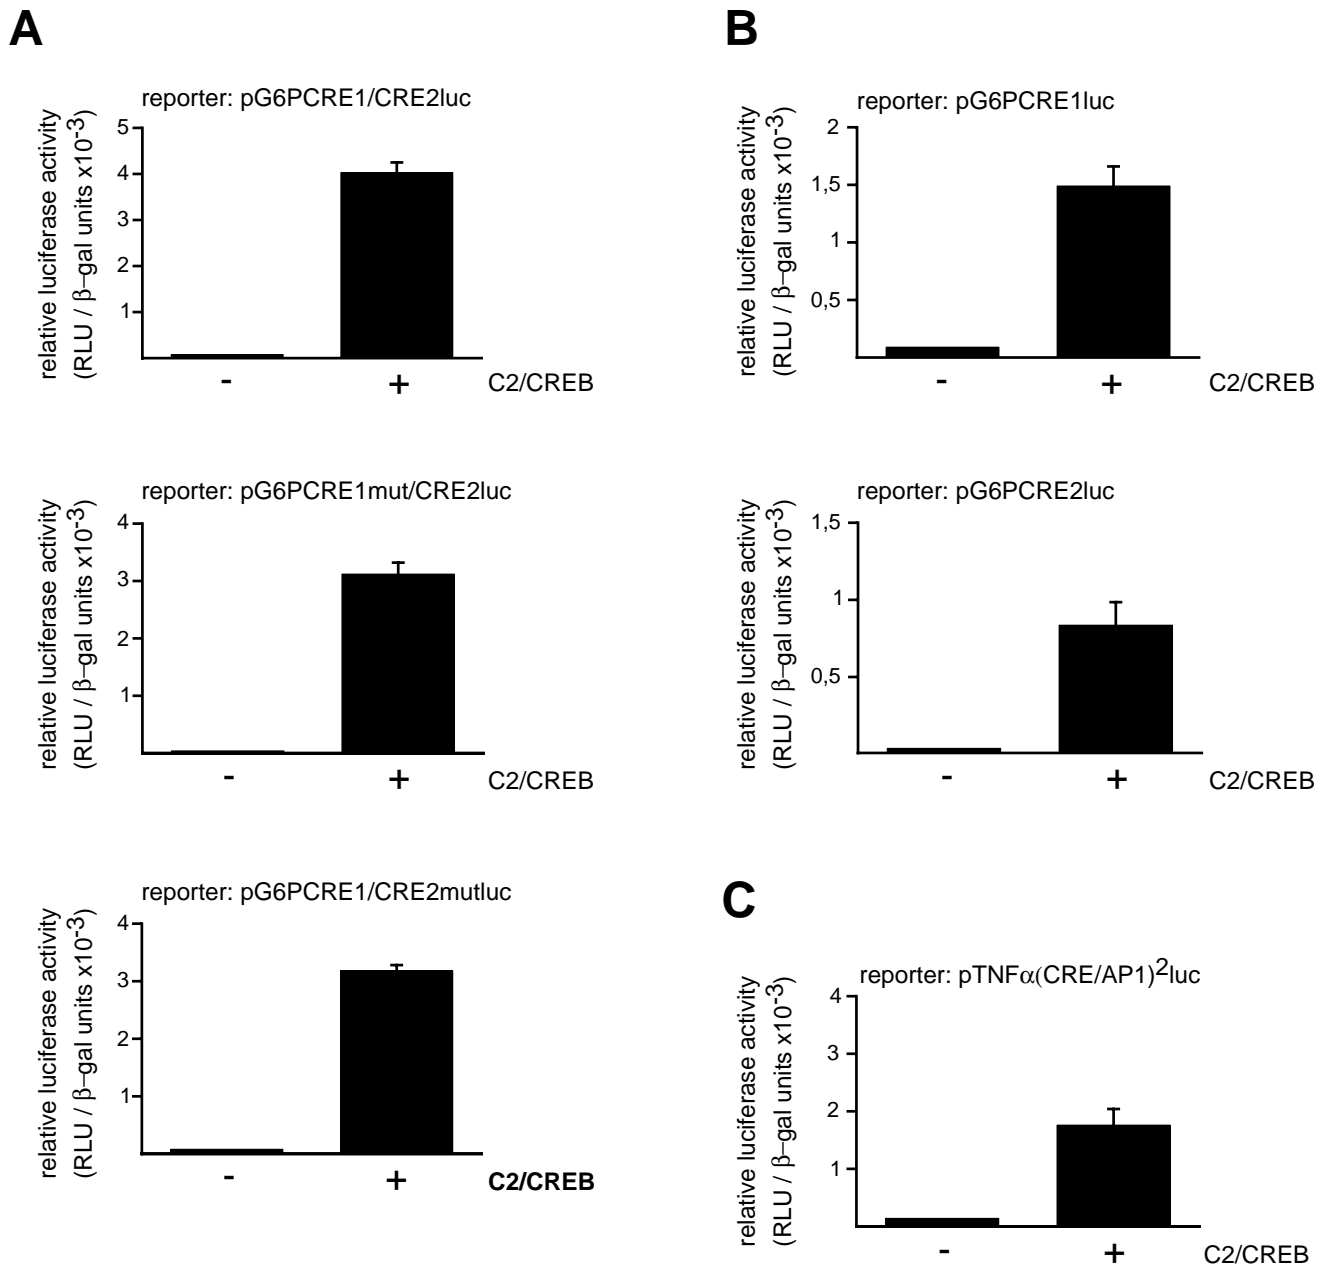 A
reporter: pG6PCRE1/CRE2luc
relative luciferase activity
(RLU / β–gal units x10-3)
5
4
3
2
1
- + C2/CREB
reporter: pG6PCRE1mut/CRE2luc
relative luciferase activity
(RLU / β–gal units x10-3)
4
3
2
1
- + C2/CREB
reporter: pG6PCRE1/CRE2mutluc
relative luciferase activity
(RLU / β–gal units x10-3)
4
3
2
1
- + C2/CREB
B
reporter: pG6PCRE1luc
relative luciferase activity
(RLU / β–gal units x10-3)
2
1,5
1
0,5
- + C2/CREB
reporter: pG6PCRE2luc
relative luciferase activity
(RLU / β–gal units x10-3)
1,5
1
0,5
- + C2/CREB
C
reporter: pTNFα(CRE/AP1)2luc
relative luciferase activity
(RLU / β–gal units x10-3)
4
3
2
1
- + C2/CREB